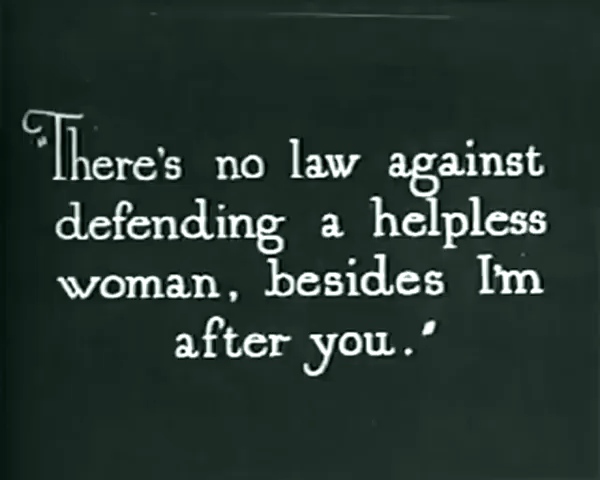 "There's no law against
defending a helpless
woman, besides I'm
after you."